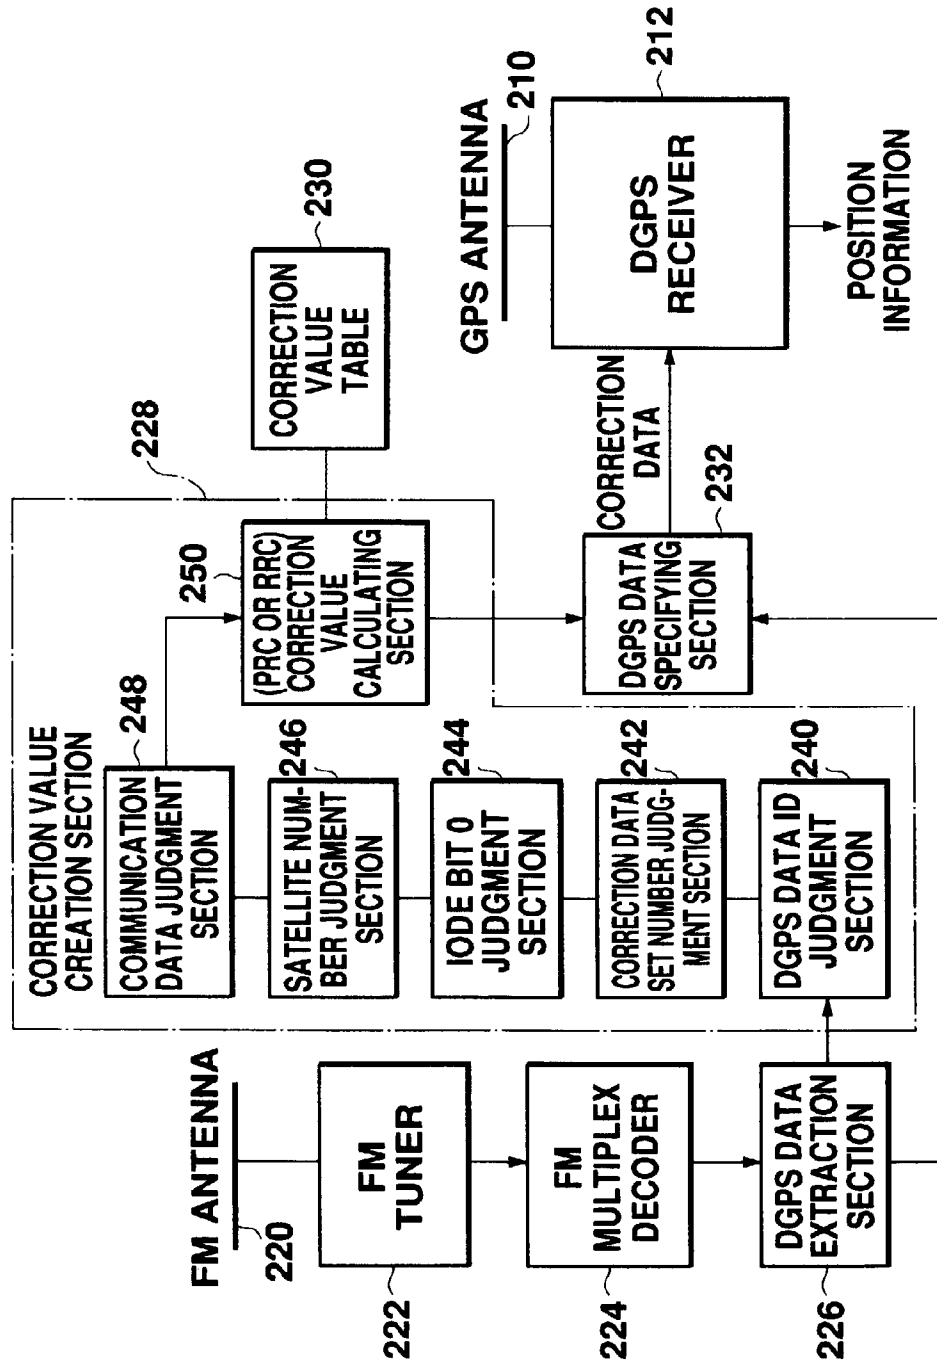 FM ANTENNA
220
222
FM
TUNER
224
FM
MULTIPLEX
DECODER
226
DGPS DATA
EXTRACTION
SECTION
CORRECTION VALUE
CREATION SECTION
228
COMMUNICATION
DATA JUDGMENT
SECTION
248
SATELLITE NUM-
BER JUDGMENT
SECTION
246
IODE BIT 0
JUDGMENT
SECTION
244
CORRECTION DATA
SET NUMBER JUDG-
MENT SECTION
242
DGPS DATA ID
JUDGMENT
SECTION
240
250
(PRC OR RRC)
CORRECTION
VALUE
CALCULATING
SECTION
CORRECTION
VALUE
TABLE
230
DGPS DATA
SPECIFYING
SECTION
232
CORRECTION
DATA
GPS ANTENNA
210
DGPS
RECEIVER
212
POSITION
INFORMATION